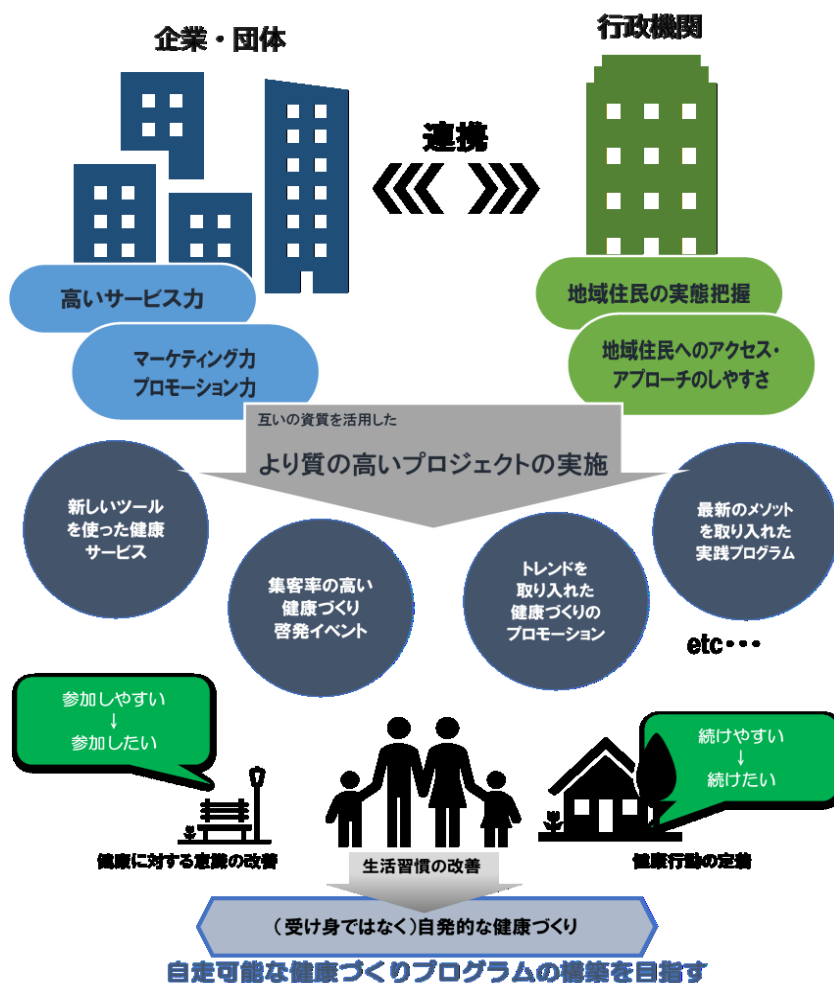 企業・団体
行政機関
連携
高いサービス力
マーケティング力
プロモーション力
地域住民の実態把握
地域住民へのアクセス・
アプローチのしやすさ
互いの資質を活用した
より質の高いプロジェクトの実施
新しいツール
を使った健康
サービス
集客率の高い
健康づくり
啓発イベント
トレンドを
取り入れた
健康づくりの
プロモーション
最新のメソット
を取り入れた
実践プログラム
etc・・・
参加しやすい
↓
参加したい
続けやすい
↓
続けたい
健康に対する意識の改善
生活習慣の改善
健康行動の定着
（受け身ではなく）自発的な健康づくり
自走可能な健康づくりプログラムの構築を目指す